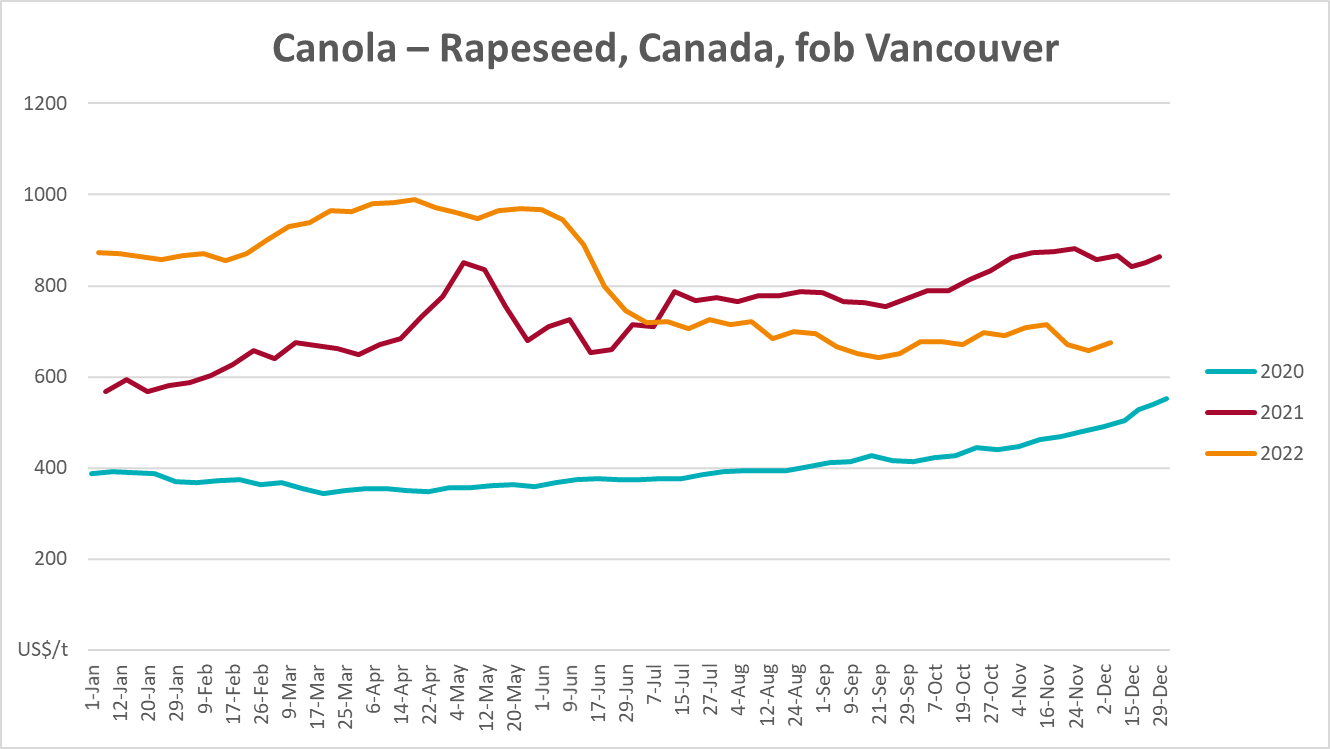 Canola – Rapeseed, Canada, fob Vancouver
1200
1000
800
600
400
200
US$/t
2020
2021
2022
1-Jan
12-Jan
20-Jan
29-Jan
9-Feb
17-Feb
26-Feb
9-Mar
17-Mar
25-Mar
6-Apr
14-Apr
22-Apr
4-May
12-May
20-May
1-Jun
9-Jun
17-Jun
29-Jun
7-Jul
15-Jul
27-Jul
4-Aug
12-Aug
24-Aug
1-Sep
9-Sep
21-Sep
29-Sep
7-Oct
19-Oct
27-Oct
4-Nov
16-Nov
24-Nov
2-Dec
15-Dec
29-Dec